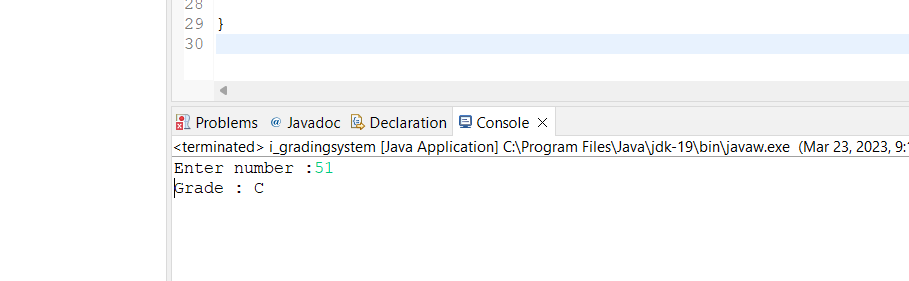 28
29 }
30
Problems @ Javadoc Declaration Console
<terminated> i_gradingsystem [Java Application] C:\Program Files\Java\jdk-19\bin\javaw.exe (Mar 23, 2023, 9:
Enter number :51
Grade : C